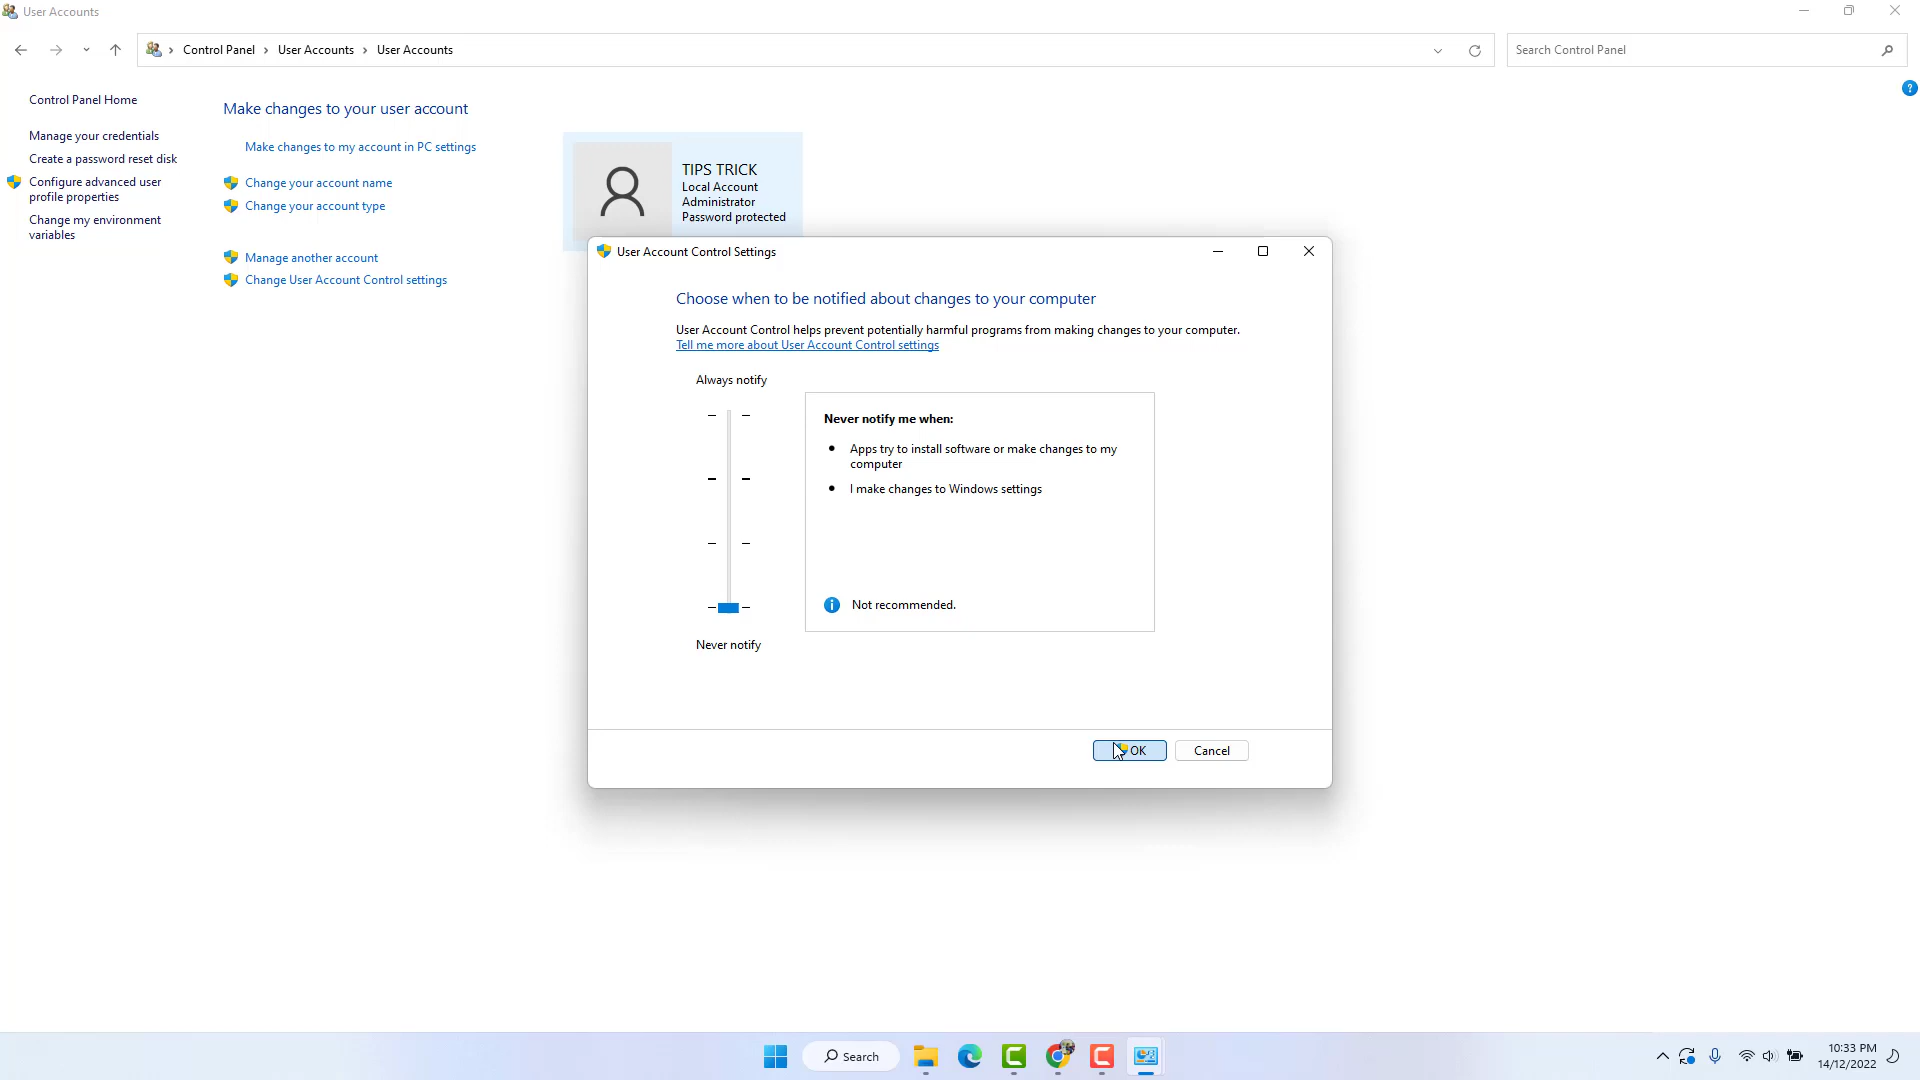 User Accounts
Control Panel > User Accounts > User Accounts
Search Control Panel
Control Panel Home
Manage your credentials
Create a password reset disk
Configure advanced user
profile properties
Change my environment
variables
Make changes to your user account
Make changes to my account in PC settings
Change your account name
Change your account type
Manage another account
Change User Account Control settings
TIPS TRICK
Local Account
Administrator
Password protected
User Account Control Settings
Choose when to be notified about changes to your computer
User Account Control helps prevent potentially harmful programs from making changes to your computer.
Tell me more about User Account Control settings
Always notify
Never notify me when:
• Apps try to install software or make changes to my
computer
• I make changes to Windows settings
Not recommended.
Never notify
OK
Cancel
Search
10:33 PM
14/12/2022